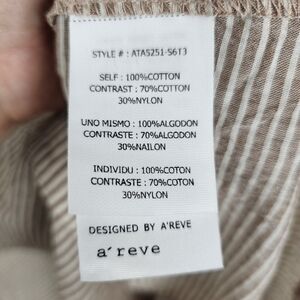 STYLE # : ATA5251-S6T3
SELF : 100%COTTON
CONTRAST : 70%COTTON
30%NYLON
UNO MISMO : 100%ALGODON
CONTRASTE : 70%ALGODON
30%NAILON
INDIVIDU : 100%COTON
CONTRASTE : 70%COTON
30%NYLON
DESIGNED BY A'REVE
a´reve